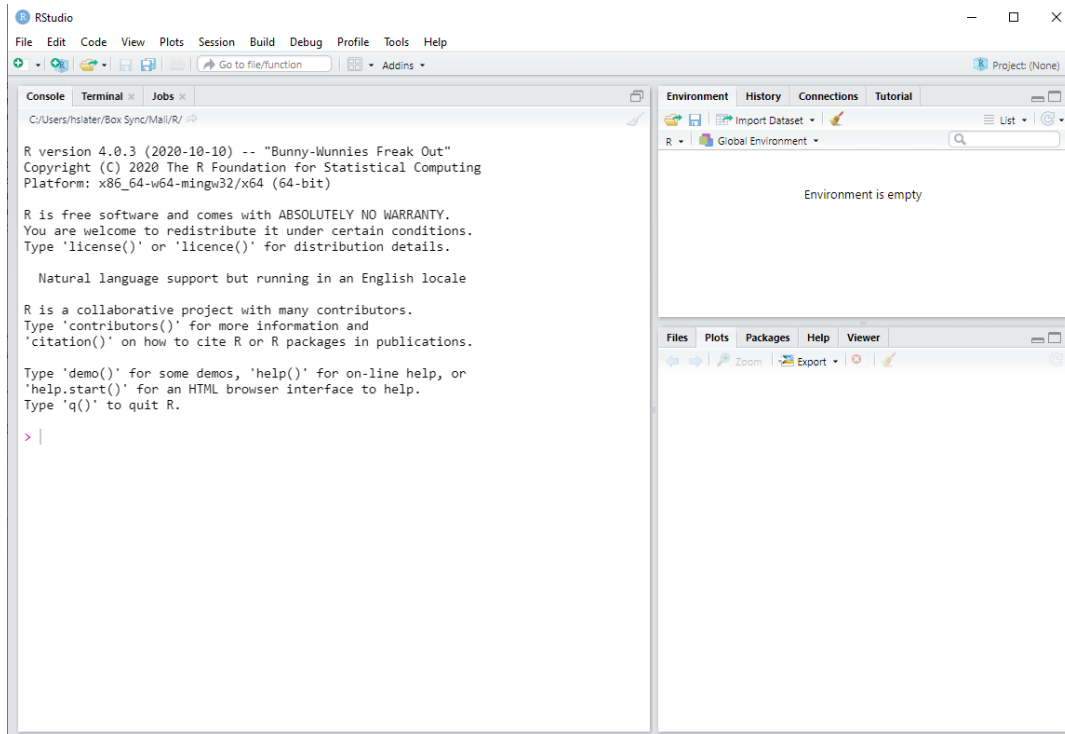 RStudio
File Edit Code View Plots Session Build Debug Profile Tools Help
Go to file/function Addins Project: (None)
Console Terminal Jobs
C:/Users/hslater/Box Sync/Mali/R/
R version 4.0.3 (2020-10-10) -- "Bunny-Wunnies Freak Out"
Copyright (C) 2020 The R Foundation for Statistical Computing
Platform: x86_64-w64-mingw32/x64 (64-bit)
R is free software and comes with ABSOLUTELY NO WARRANTY.
You are welcome to redistribute it under certain conditions.
Type 'license()' or 'licence()' for distribution details.
Natural language support but running in an English locale
R is a collaborative project with many contributors.
Type 'contributors()' for more information and
'citation()' on how to cite R or R packages in publications.
Type 'demo()' for some demos, 'help()' for on-line help, or
'help.start()' for an HTML browser interface to help.
Type 'q()' to quit R.
>
Environment History Connections Tutorial
Import Dataset List
R Global Environment
Environment is empty
Files Plots Packages Help Viewer
Zoom Export